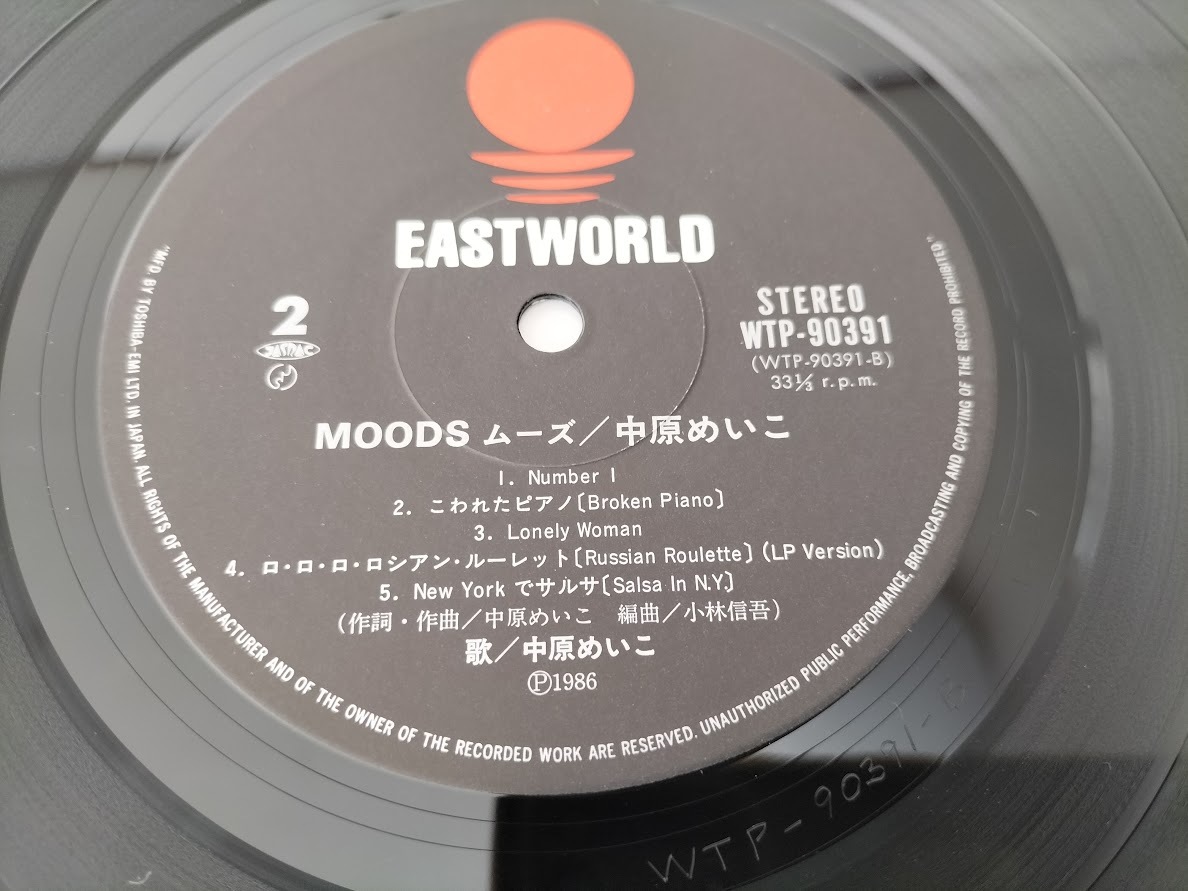 EASTWORLD
2
JASRAC
STEREO
WTP-90391
(WTP-90391-B)
33⅓ r.p.m.
MOODS ムーズ／中原めいこ
1. Number 1
2. こわれたピアノ〔Broken Piano〕
3. Lonely Woman
4. ロ・ロ・ロ・ロシアン・ルーレット〔Russian Roulette〕(LP Version)
5. New York でサルサ〔Salsa In N.Y.〕
(作詞・作曲／中原めいこ　編曲／小林信吾)
歌／中原めいこ
Ⓟ1986
"MFD. BY TOSHIBA-EMI LTD. IN JAPAN. ALL RIGHTS OF THE MANUFACTURER AND OF THE OWNER OF THE RECORDED WORK ARE RESERVED. UNAUTHORIZED PUBLIC PERFORMANCE, BROADCASTING AND COPYING OF THE RECORD PROHIBITED"
WTP-90391-B